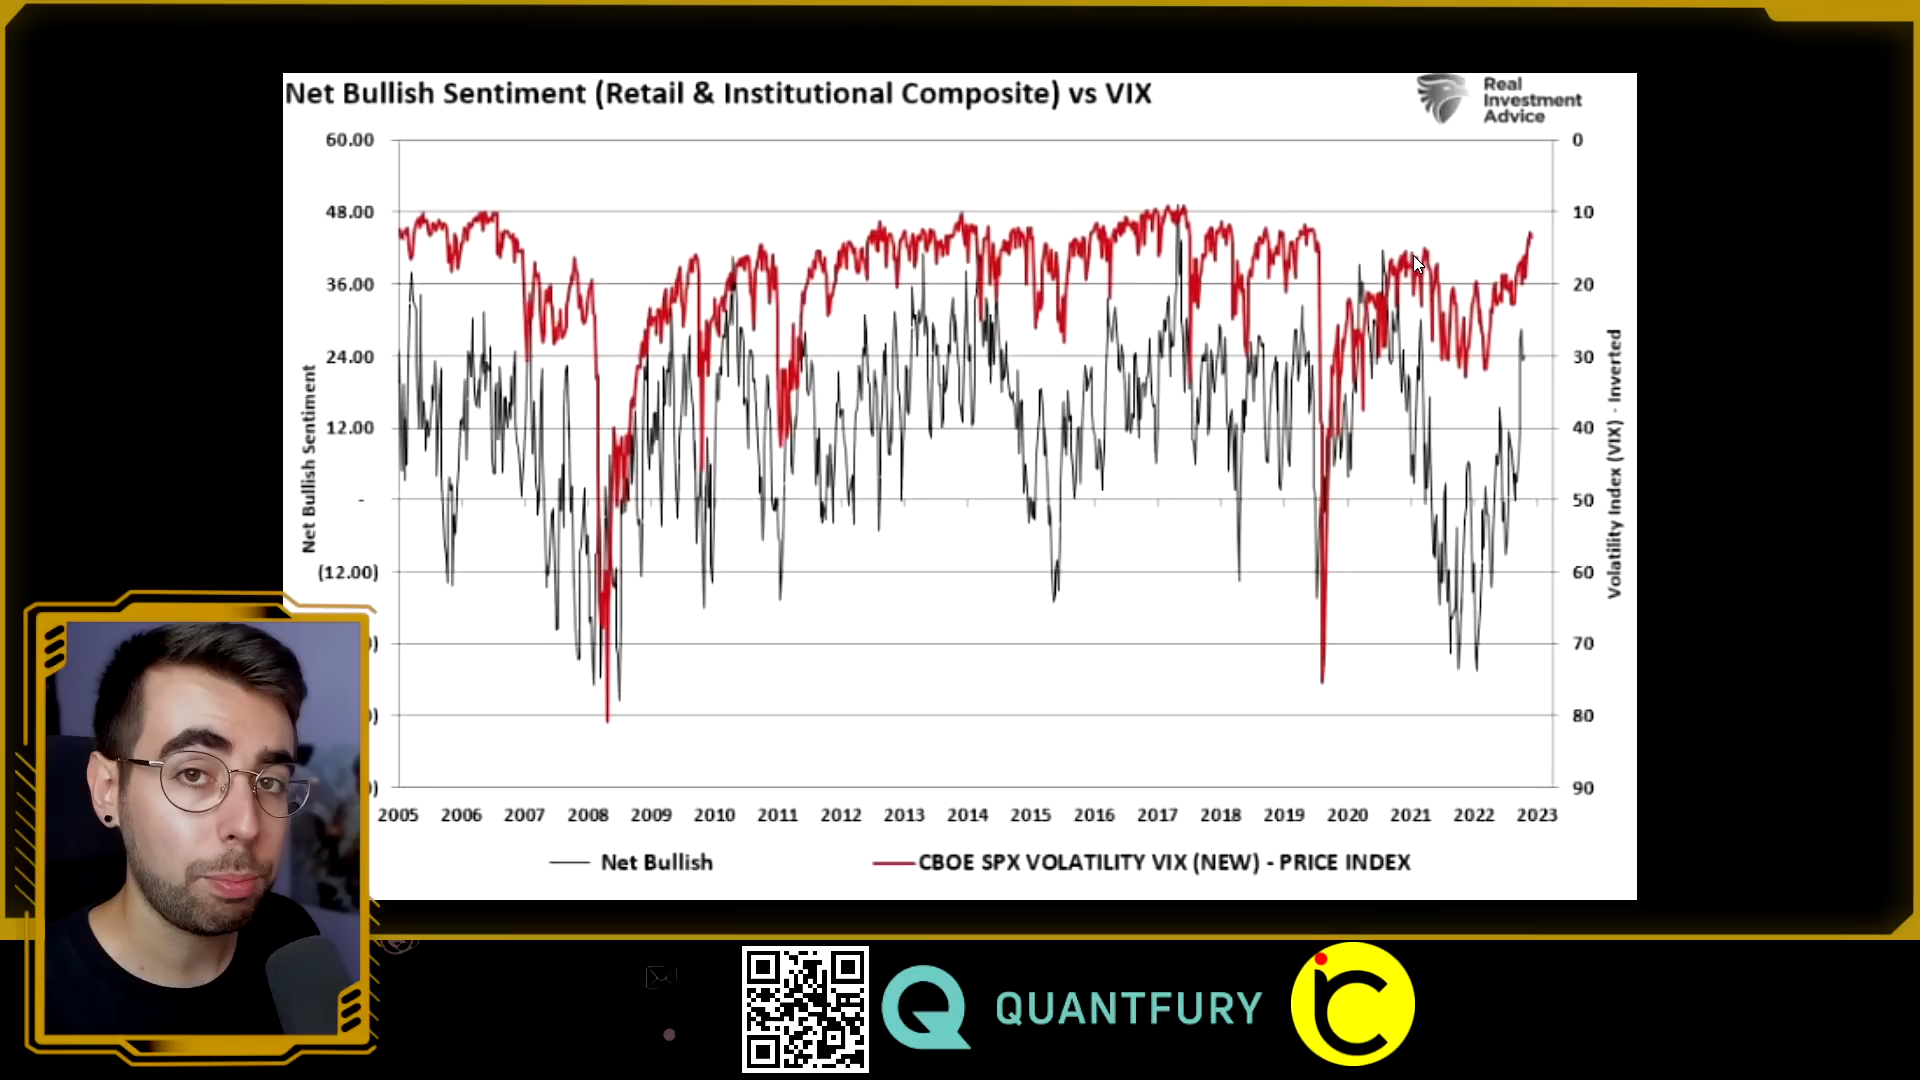 Net Bullish Sentiment (Retail & Institutional Composite) vs VIX
Real
Investment
Advice
60.00
48.00
36.00
24.00
12.00
-
(12.00)
)
)
)
0
10
20
30
40
50
60
70
80
90
Net Bullish Sentiment
Volatility Index (VIX) - Inverted
2005 2006 2007 2008 2009 2010 2011 2012 2013 2014 2015 2016 2017 2018 2019 2020 2021 2022 2023
Net Bullish
CBOE SPX VOLATILITY VIX (NEW) - PRICE INDEX
QUANTFURY